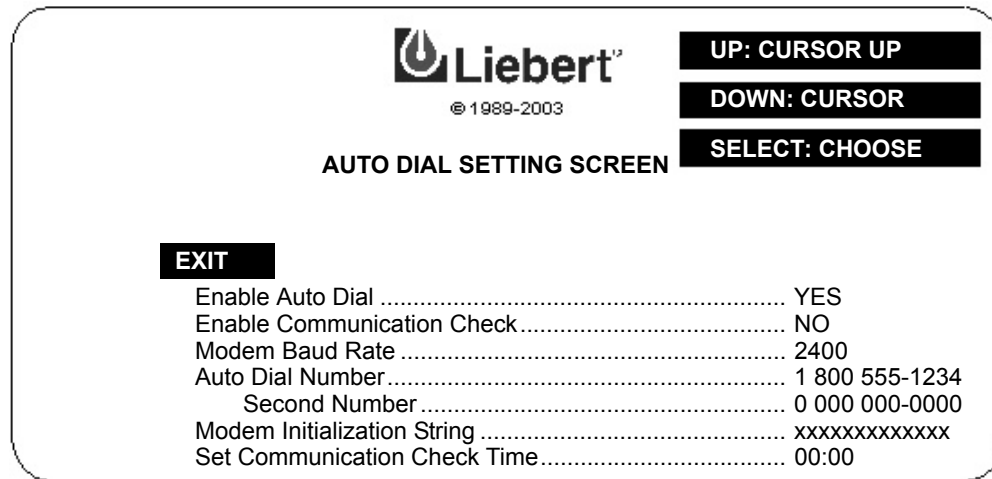 Liebert
© 1989-2003
UP: CURSOR UP
DOWN: CURSOR
SELECT: CHOOSE
AUTO DIAL SETTING SCREEN
EXIT
Enable Auto Dial ............................................................. YES
Enable Communication Check ........................................ NO
Modem Baud Rate .......................................................... 2400
Auto Dial Number ............................................................ 1 800 555-1234
Second Number ....................................................... 0 000 000-0000
Modem Initialization String .............................................. xxxxxxxxxxxxx
Set Communication Check Time ..................................... 00:00